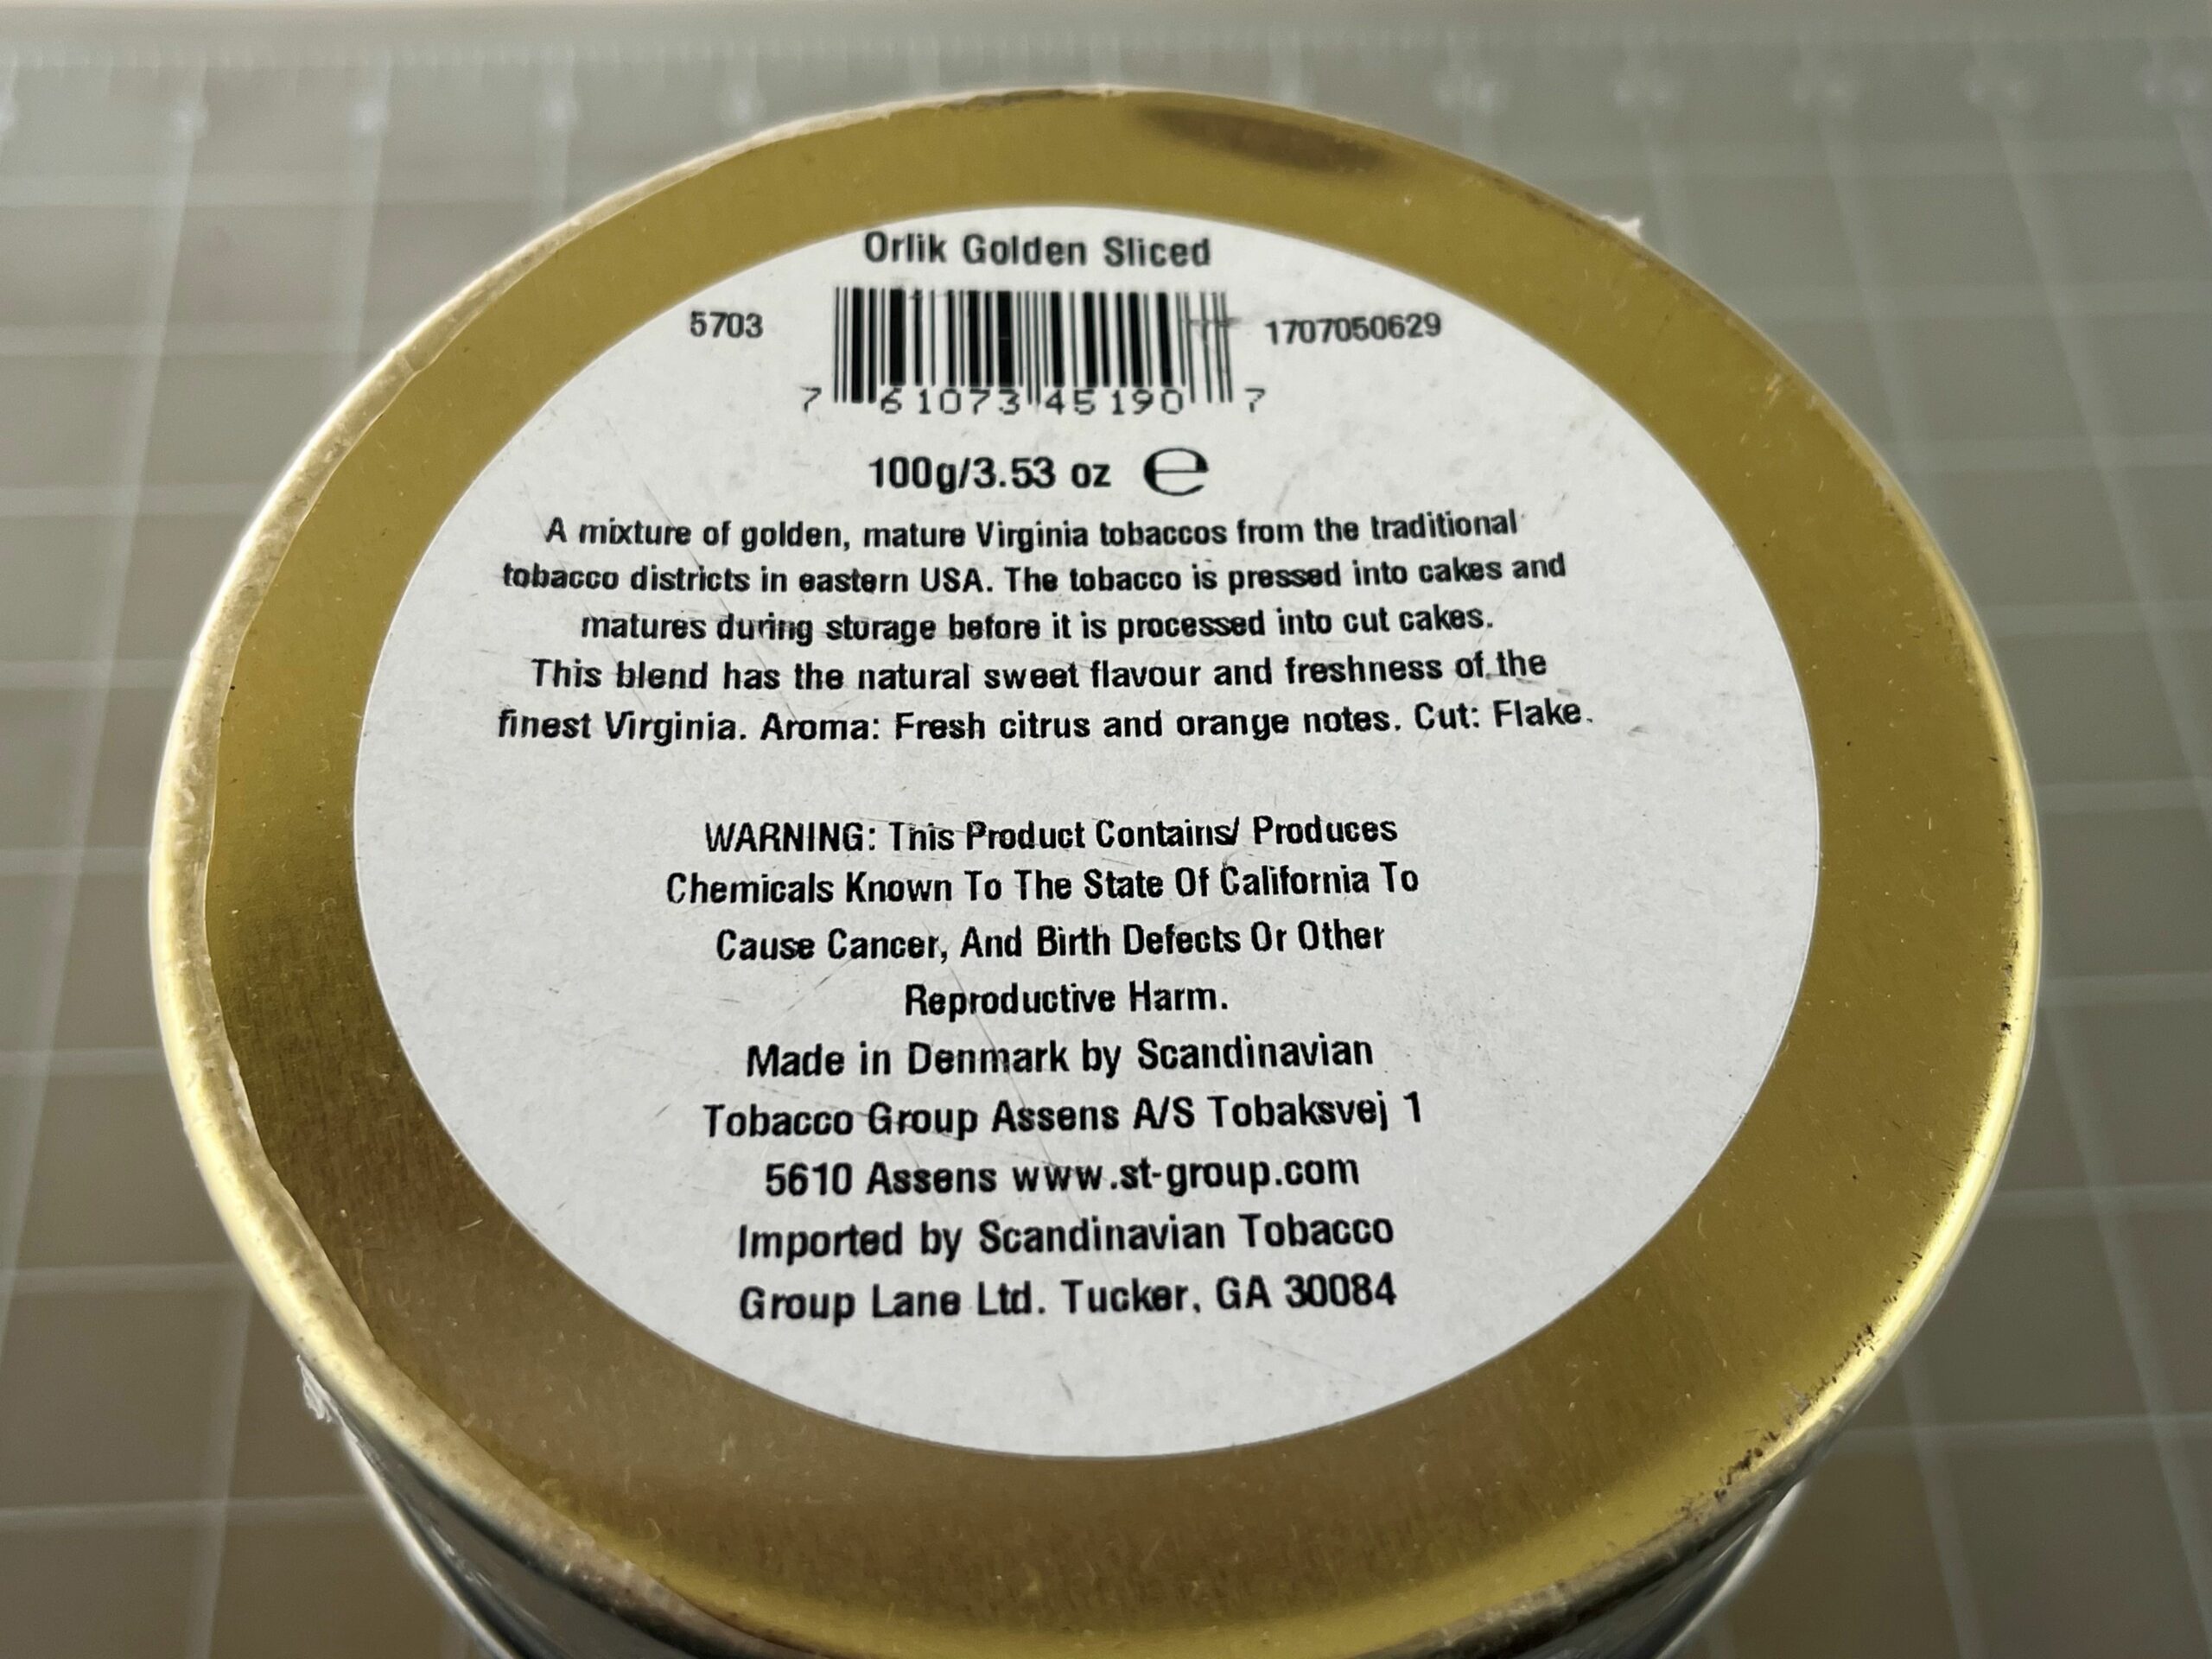 Orlik Golden Sliced
5703 1707050629
7 61073 45190 7
100g/3.53 oz ℮
A mixture of golden, mature Virginia tobaccos from the traditional
tobacco districts in eastern USA. The tobacco is pressed into cakes and
matures during storage before it is processed into cut cakes.
This blend has the natural sweet flavour and freshness of the
finest Virginia. Aroma: Fresh citrus and orange notes. Cut: Flake.
WARNING: This Product Contains/ Produces
Chemicals Known To The State Of California To
Cause Cancer, And Birth Defects Or Other
Reproductive Harm.
Made in Denmark by Scandinavian
Tobacco Group Assens A/S Tobaksvej 1
5610 Assens www.st-group.com
Imported by Scandinavian Tobacco
Group Lane Ltd. Tucker, GA 30084